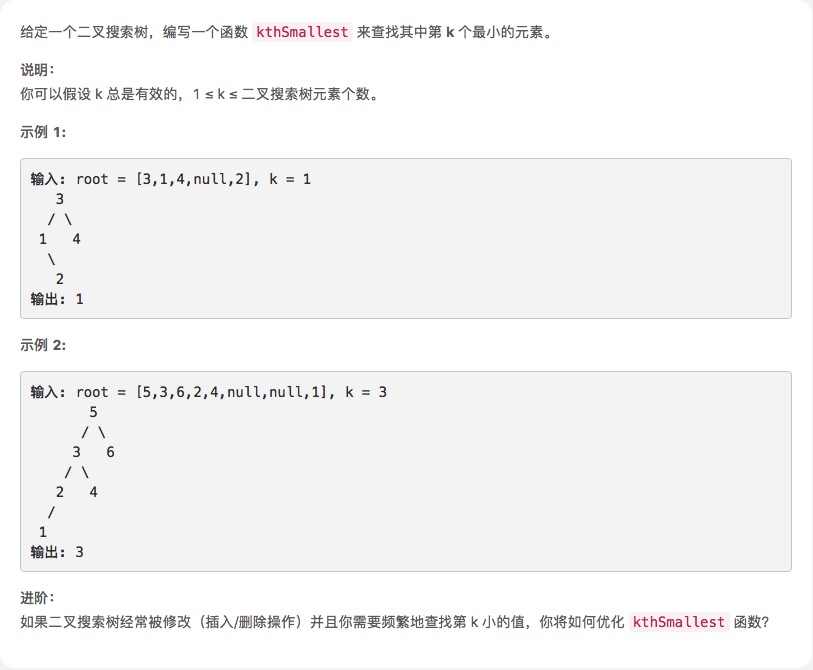 给定一个二叉搜索树，编写一个函数 kthSmallest 来查找其中第 k 个最小的元素。
说明：
你可以假设 k 总是有效的，1 ≤ k ≤ 二叉搜索树元素个数。
示例 1:
输入: root = [3,1,4,null,2], k = 1
   3
  / \
 1   4
  \
   2
输出: 1
示例 2:
输入: root = [5,3,6,2,4,null,null,1], k = 3
       5
      / \
     3   6
    / \
   2   4
  /
 1
输出: 3
进阶：
如果二叉搜索树经常被修改（插入/删除操作）并且你需要频繁地查找第 k 小的值，你将如何优化 kthSmallest 函数？